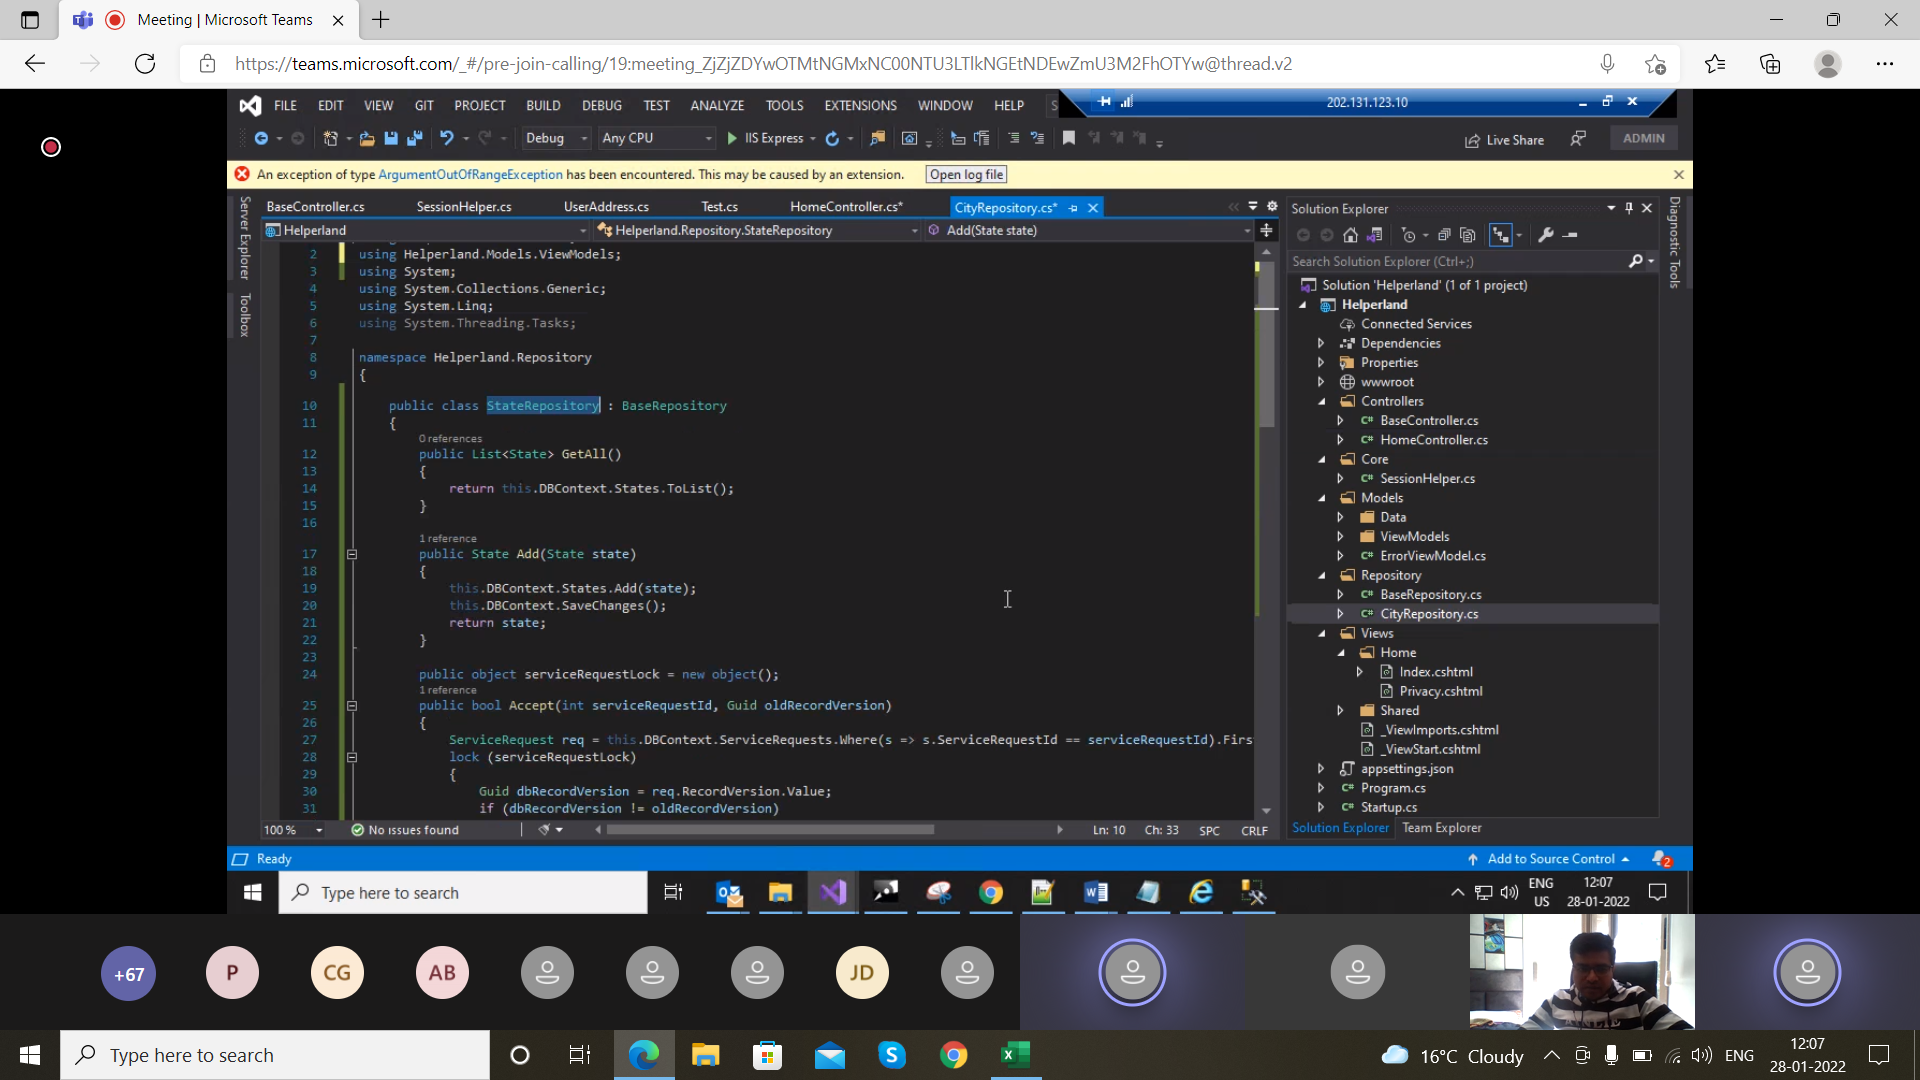 Meeting | Microsoft Teams
https://teams.microsoft.com/_#/pre-join-calling/19:meeting_ZjZjZDYwOTMtNGMxNC00NTU3LTlkNGEtNDEwZmU3M2FhOTYw@thread.v2
FILE EDIT VIEW GIT PROJECT BUILD DEBUG TEST ANALYZE TOOLS EXTENSIONS WINDOW HELP S 202.131.123.10
Debug Any CPU IIS Express Live Share ADMIN
An exception of type ArgumentOutOfRangeException has been encountered. This may be caused by an extension. Open log file
Server Explorer
Toolbox
BaseController.cs SessionHelper.cs UserAddress.cs Test.cs HomeController.cs* CityRepository.cs*
Helperland Helperland.Repository.StateRepository Add(State state)
2 using Helperland.Models.ViewModels;
3 using System;
4 using System.Collections.Generic;
5 using System.Linq;
6 using System.Threading.Tasks;
7
8 namespace Helperland.Repository
9 {
10 public class StateRepository : BaseRepository
11 {
0 references
12 public List<State> GetAll()
13 {
14 return this.DBContext.States.ToList();
15 }
16
1 reference
17 public State Add(State state)
18 {
19 this.DBContext.States.Add(state);
20 this.DBContext.SaveChanges();
21 return state;
22 }
23
24 public object serviceRequestLock = new object();
1 reference
25 public bool Accept(int serviceRequestId, Guid oldRecordVersion)
26 {
27 ServiceRequest req = this.DBContext.ServiceRequests.Where(s => s.ServiceRequestId == serviceRequestId).Firs
28 lock (serviceRequestLock)
29 {
30 Guid dbRecordVersion = req.RecordVersion.Value;
31 if (dbRecordVersion != oldRecordVersion)
100 % No issues found Ln: 10 Ch: 33 SPC CRLF
Solution Explorer
Search Solution Explorer (Ctrl+;)
Solution 'Helperland' (1 of 1 project)
Helperland
Connected Services
Dependencies
Properties
wwwroot
Controllers
C# BaseController.cs
C# HomeController.cs
Core
C# SessionHelper.cs
Models
Data
ViewModels
C# ErrorViewModel.cs
Repository
C# BaseRepository.cs
C# CityRepository.cs
Views
Home
Index.cshtml
Privacy.cshtml
Shared
_ViewImports.cshtml
_ViewStart.cshtml
appsettings.json
C# Program.cs
C# Startup.cs
Solution Explorer Team Explorer
Diagnostic Tools
Ready Add to Source Control 2
Type here to search ENG US 12:07 28-01-2022
+67 P CG AB JD
Type here to search 16°C Cloudy ENG 12:07 28-01-2022